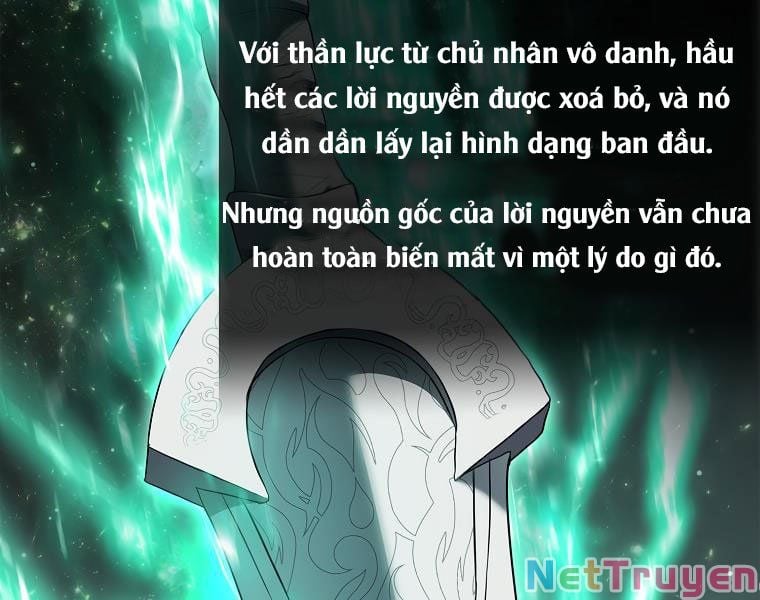 Với thần lực từ chủ nhân vô danh, hầu
hết các lời nguyền được xoá bỏ, và nó
dần dần lấy lại hình dạng ban đầu.
Nhưng nguồn gốc của lời nguyền vẫn chưa
hoàn toàn biến mất vì một lý do gì đó.
NetTruyen